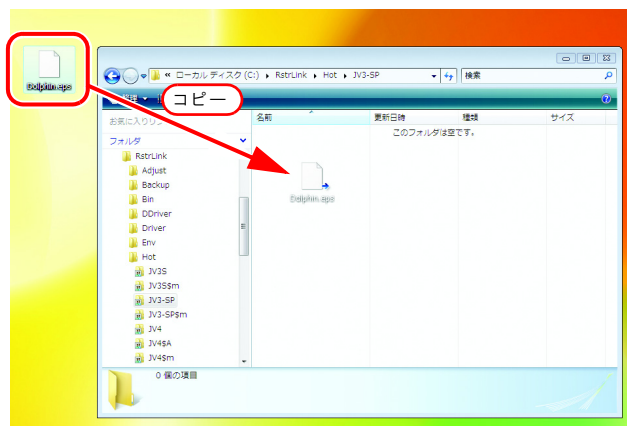 Dolphin.eps
« ローカル ディスク (C:) ▸ RstrLink ▸ Hot ▸ JV3-SP
検索
コピー
お気に入りリン
名前 更新日時 種類 サイズ
このフォルダは空です。
フォルダ
RstrLink
Adjust
Backup
Bin
DDriver
Driver
Env
Hot
JV3S
JV3S$m
JV3-SP
JV3-SP$m
JV4
JV4$A
JV4$m
Dolphin.eps
0 個の項目